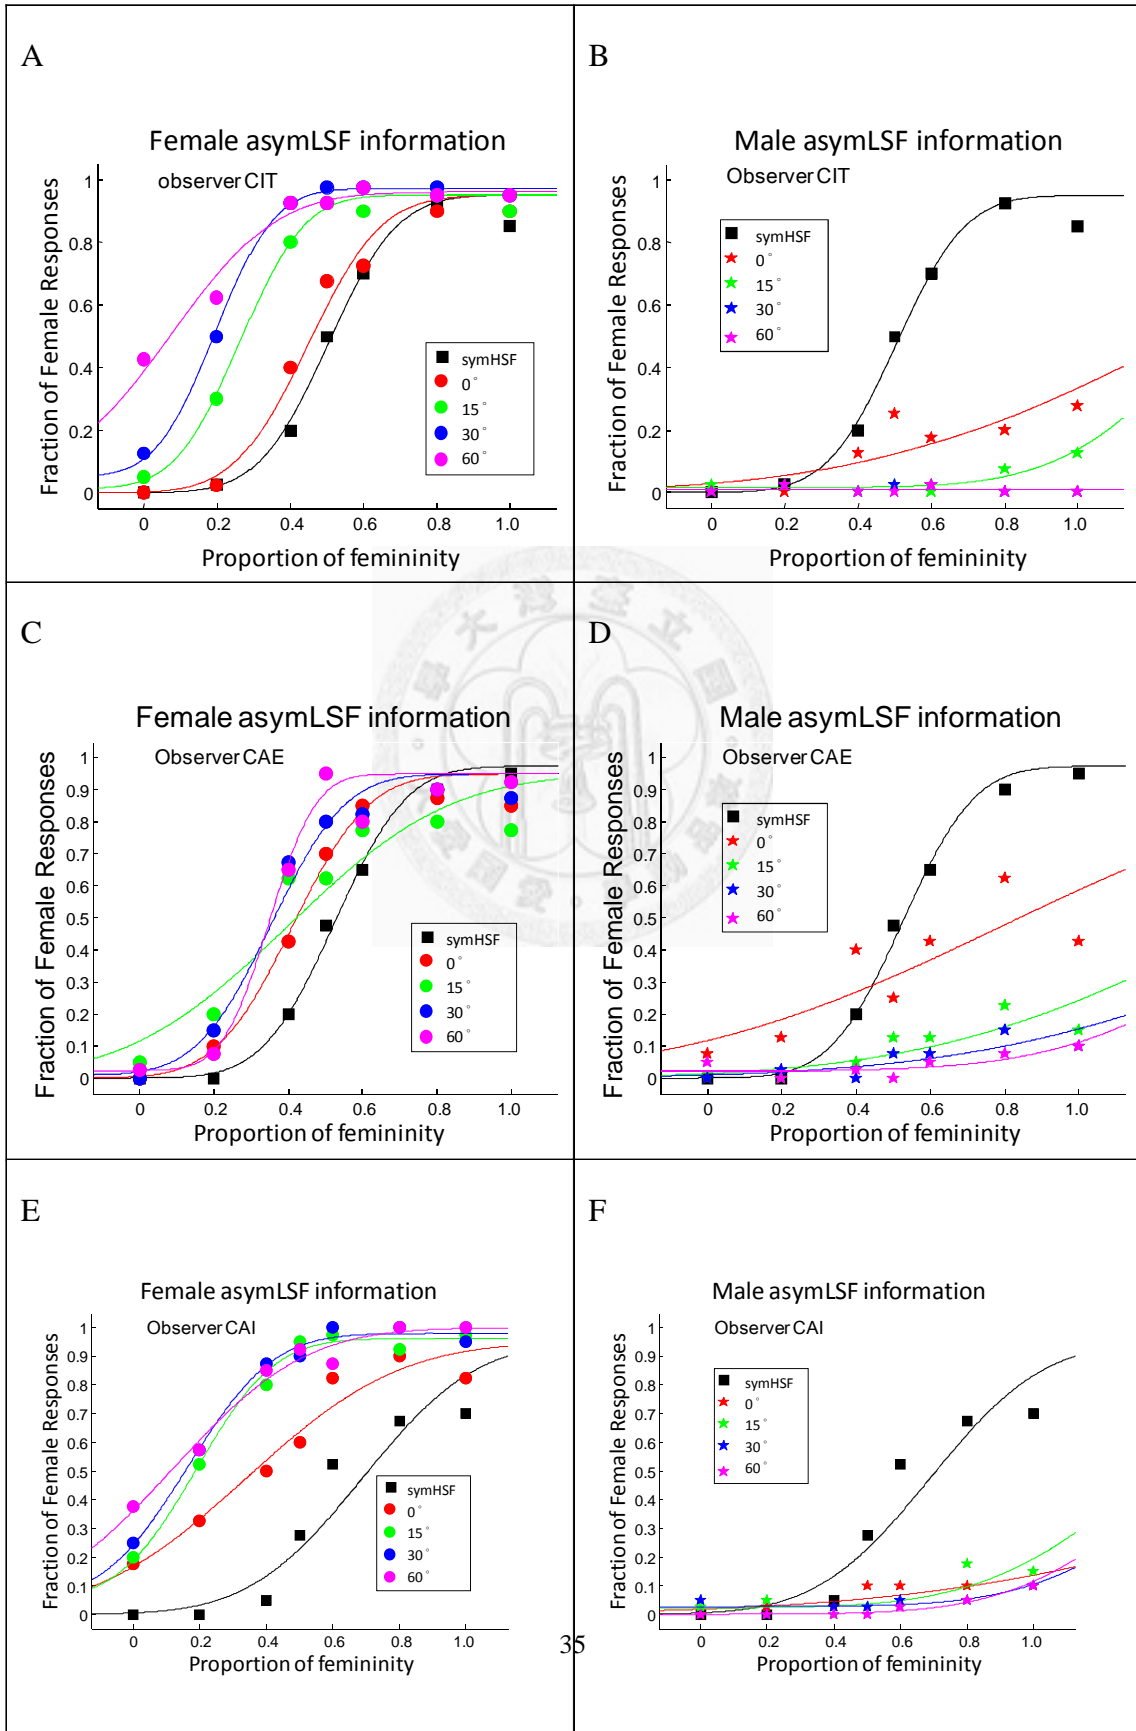 A
Female asymLSF information
observer CIT
Fraction of Female Responses
1
0.8
0.6
0.4
0.2
0
symHSF
0°
15°
30°
60°
0 0.2 0.4 0.6 0.8 1.0
Proportion of femininity
B
Male asymLSF information
Observer CIT
Fraction of Female Responses
1
0.8
0.6
0.4
0.2
0
symHSF
0°
15°
30°
60°
0 0.2 0.4 0.6 0.8 1.0
Proportion of femininity
C
Female asymLSF information
Observer CAE
Fraction of Female Responses
1
0.9
0.8
0.7
0.6
0.5
0.4
0.3
0.2
0.1
0
symHSF
0°
15°
30°
60°
0 0.2 0.4 0.6 0.8 1.0
Proportion of femininity
D
Male asymLSF information
Observer CAE
Fraction of Female Responses
1
0.9
0.8
0.7
0.6
0.5
0.4
0.3
0.2
0.1
0
symHSF
0°
15°
30°
60°
0 0.2 0.4 0.6 0.8 1.0
Proportion of femininity
E
Female asymLSF information
Observer CAI
Fraction of Female Responses
1
0.9
0.8
0.7
0.6
0.5
0.4
0.3
0.2
0.1
0
symHSF
0°
15°
30°
60°
0 0.2 0.4 0.6 0.8 1.0
Proportion of femininity
F
Male asymLSF information
Observer CAI
Fraction of Female Responses
1
0.9
0.8
0.7
0.6
0.5
0.4
0.3
0.2
0.1
0
symHSF
0°
15°
30°
60°
0 0.2 0.4 0.6 0.8 1.0
Proportion of femininity
35